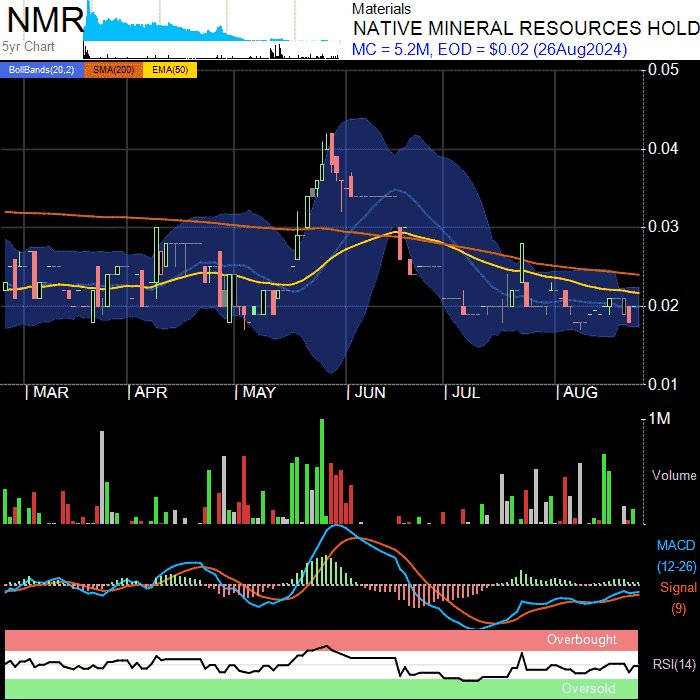 NMR
5yr Chart
Materials
NATIVE MINERAL RESOURCES HOLD
MC = 5.2M, EOD = $0.02 (26Aug2024)
BollBands(20,2) SMA(200) EMA(50)
0.05
0.04
0.03
0.02
0.01
MAR APR MAY JUN JUL AUG
1M
Volume
MACD
(12-26)
Signal
(9)
Overbought
RSI(14)
Oversold